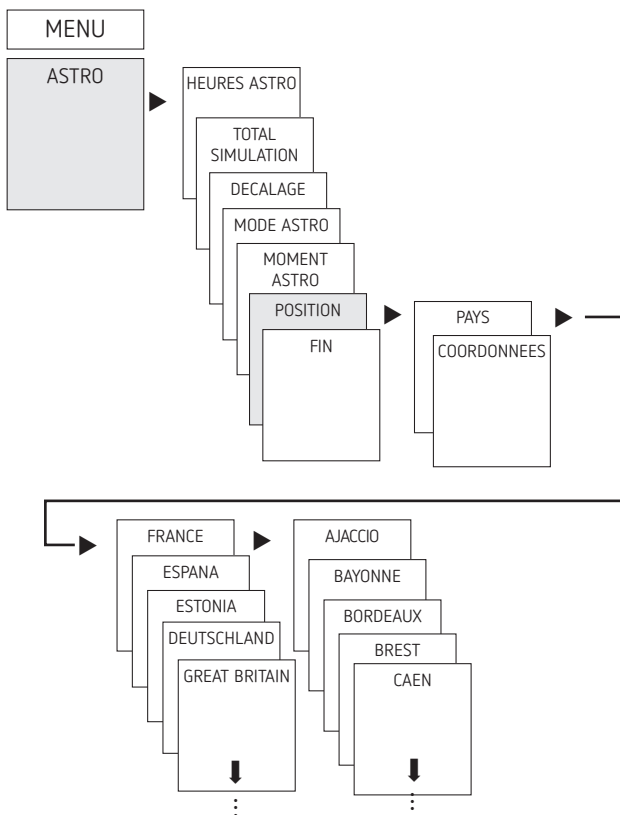 MENU
ASTRO
HEURES ASTRO
TOTAL
SIMULATION
DECALAGE
MODE ASTRO
MOMENT
ASTRO
POSITION
FIN
PAYS
COORDONNEES
FRANCE
ESPANA
ESTONIA
DEUTSCHLAND
GREAT BRITAIN
AJACCIO
BAYONNE
BORDEAUX
BREST
CAEN